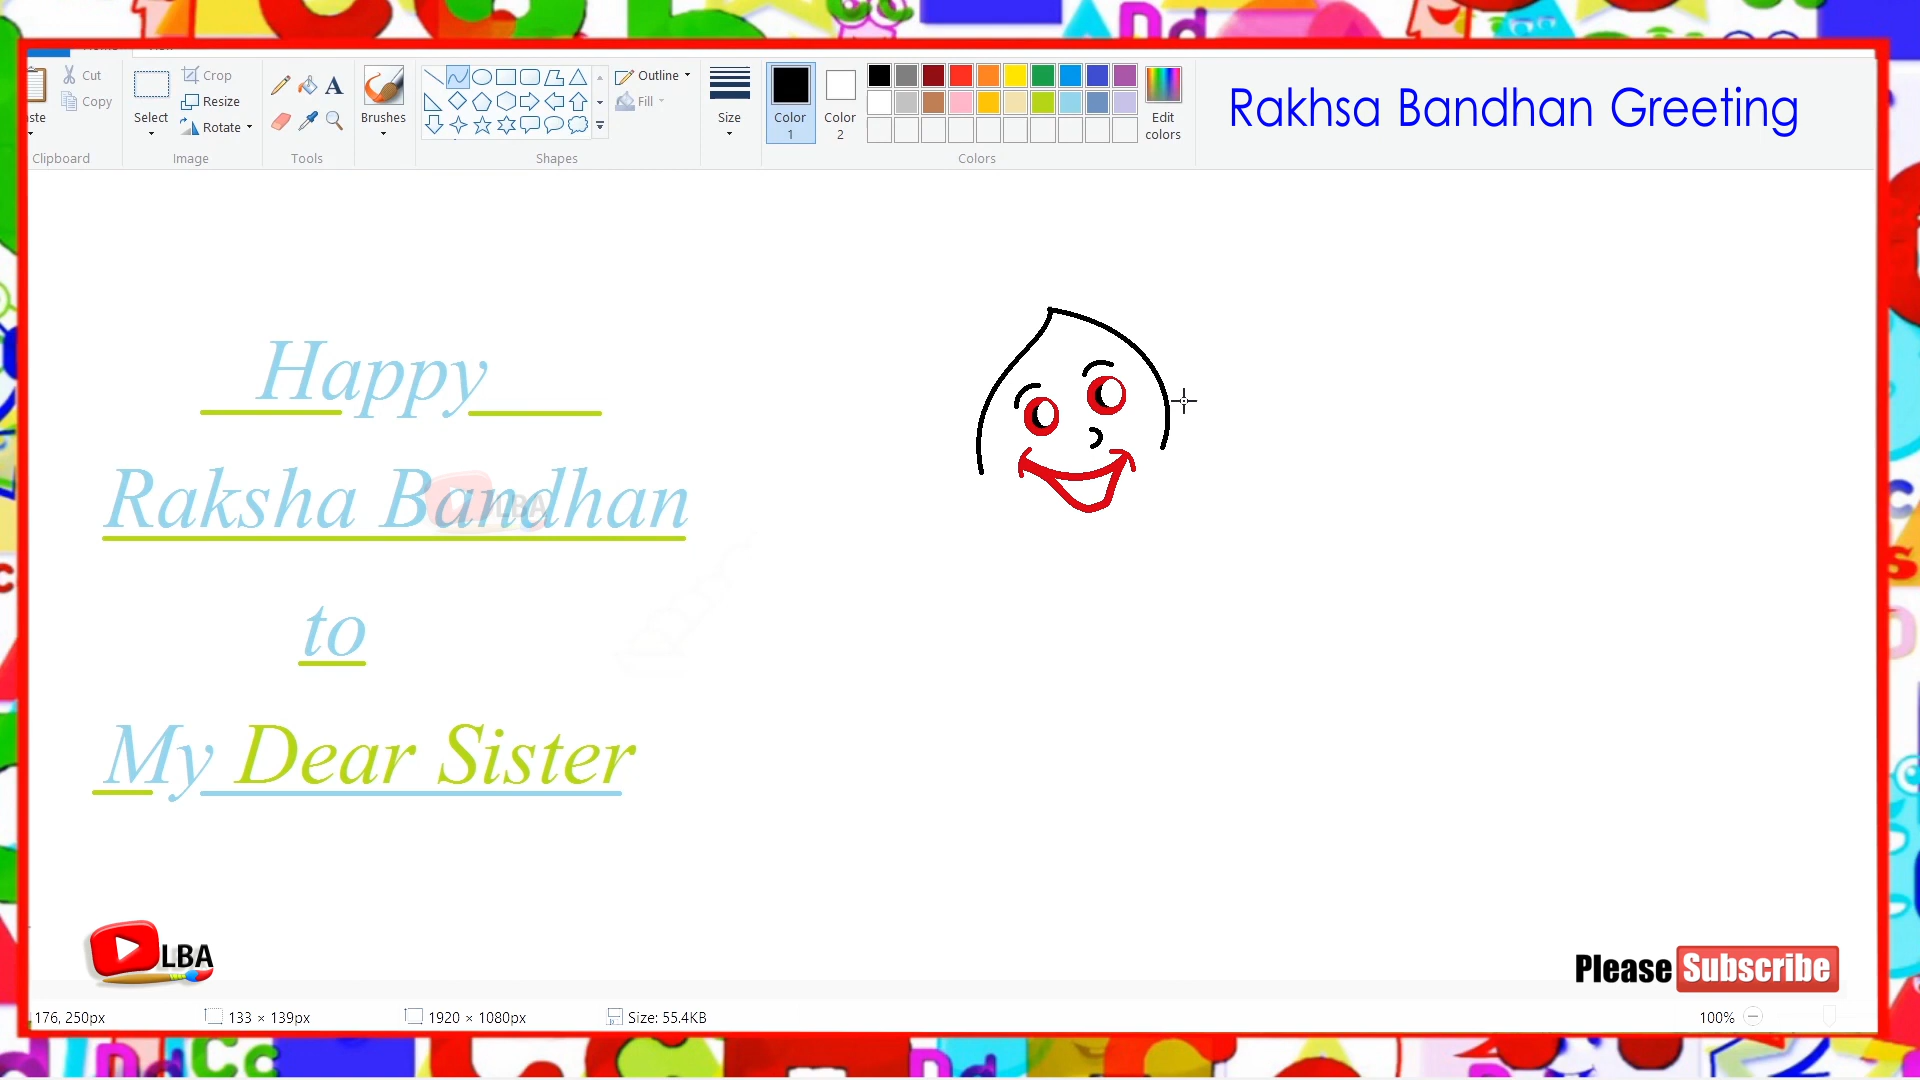 Cut
Copy
Clipboard
Select
Crop
Resize
Rotate
Image
A
Tools
Brushes
Shapes
Outline
Fill
Size
Color 1
Color 2
Colors
Edit colors
Rakhsa Bandhan Greeting
Happy
Raksha Bandhan
to
My Dear Sister
LBA
LBA
Please Subscribe
176, 250px
133 × 139px
1920 × 1080px
Size: 55.4KB
100%